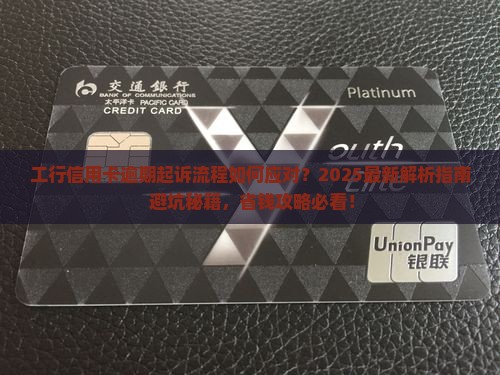 交通銀行
BANK OF COMMUNICATIONS
太平洋卡 PACIFIC CARD
CREDIT CARD
Platinum
outh
Elite
工行信用卡逾期起诉流程如何应对？2025最新解析指南
避坑秘籍，省钱攻略必看！
UnionPay
银联